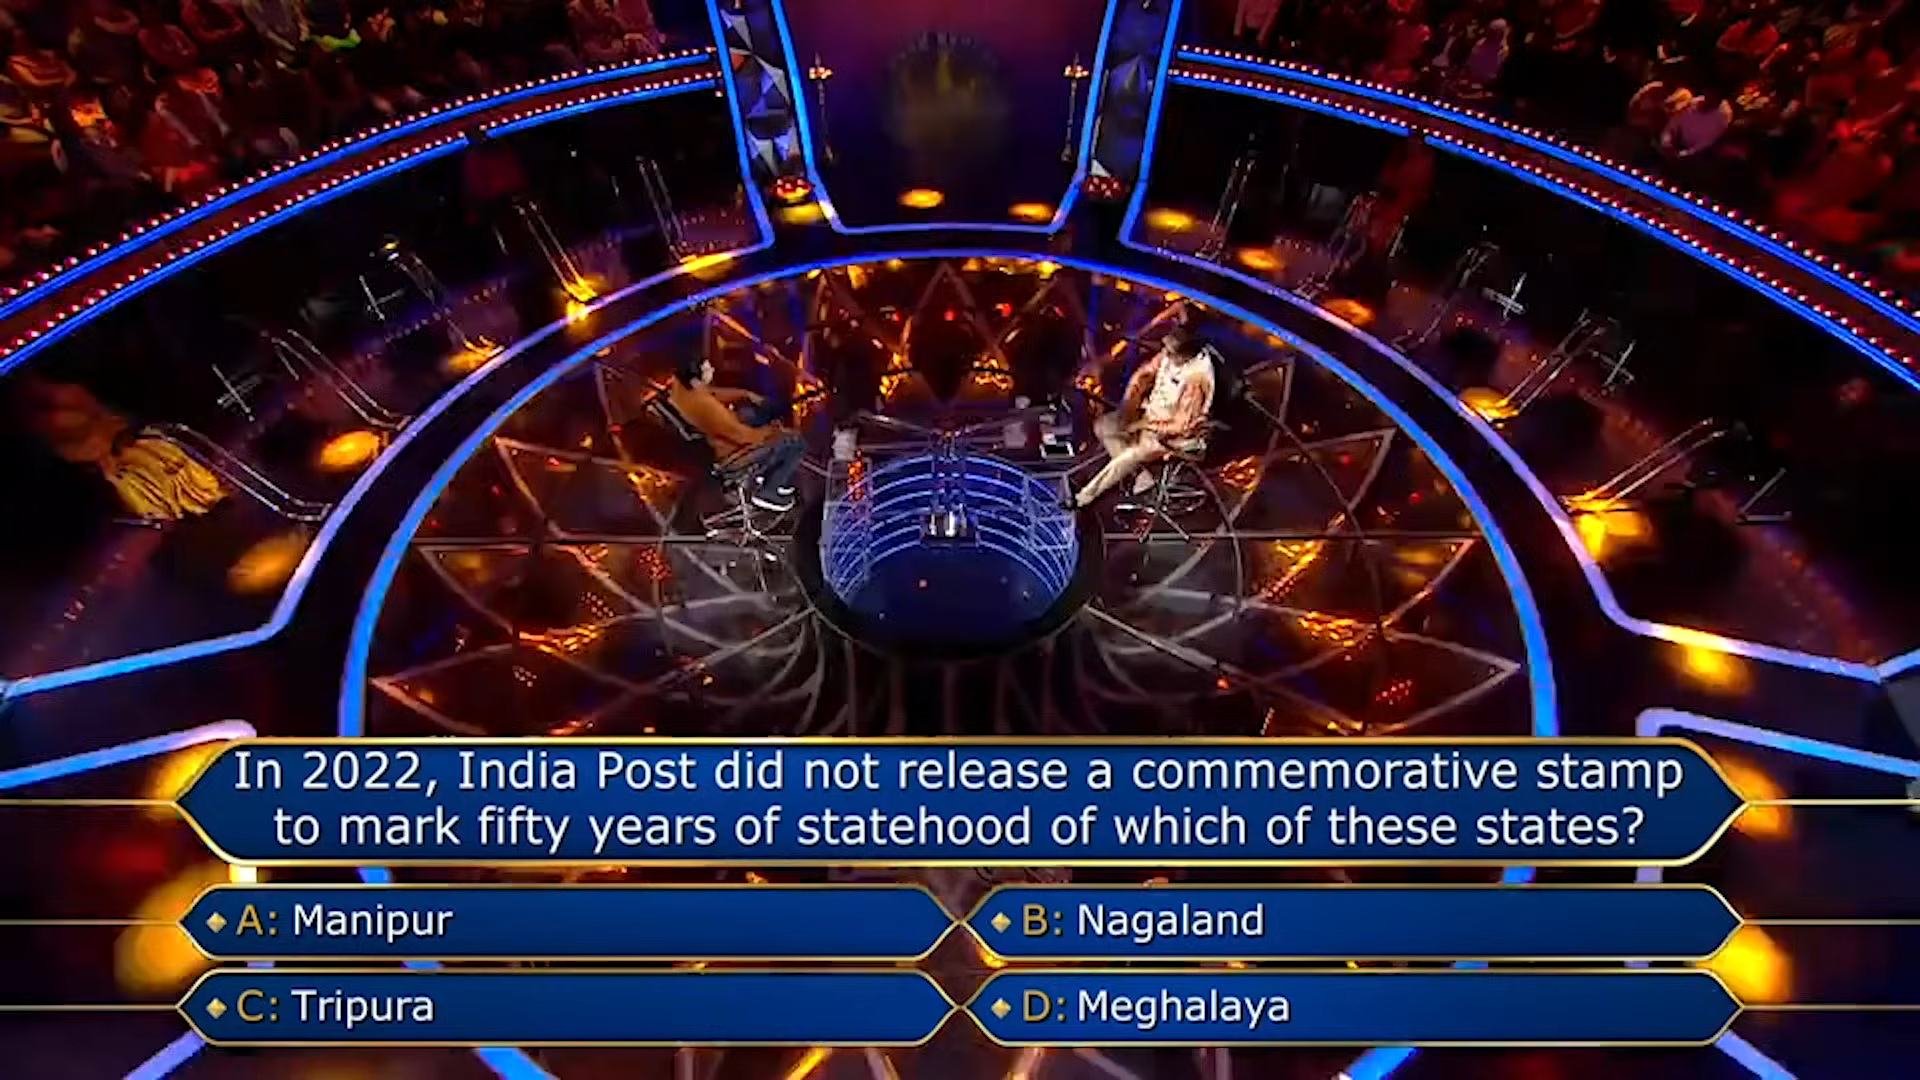 In 2022, India Post did not release a commemorative stamp
to mark fifty years of statehood of which of these states?
A: Manipur
B: Nagaland
C: Tripura
D: Meghalaya